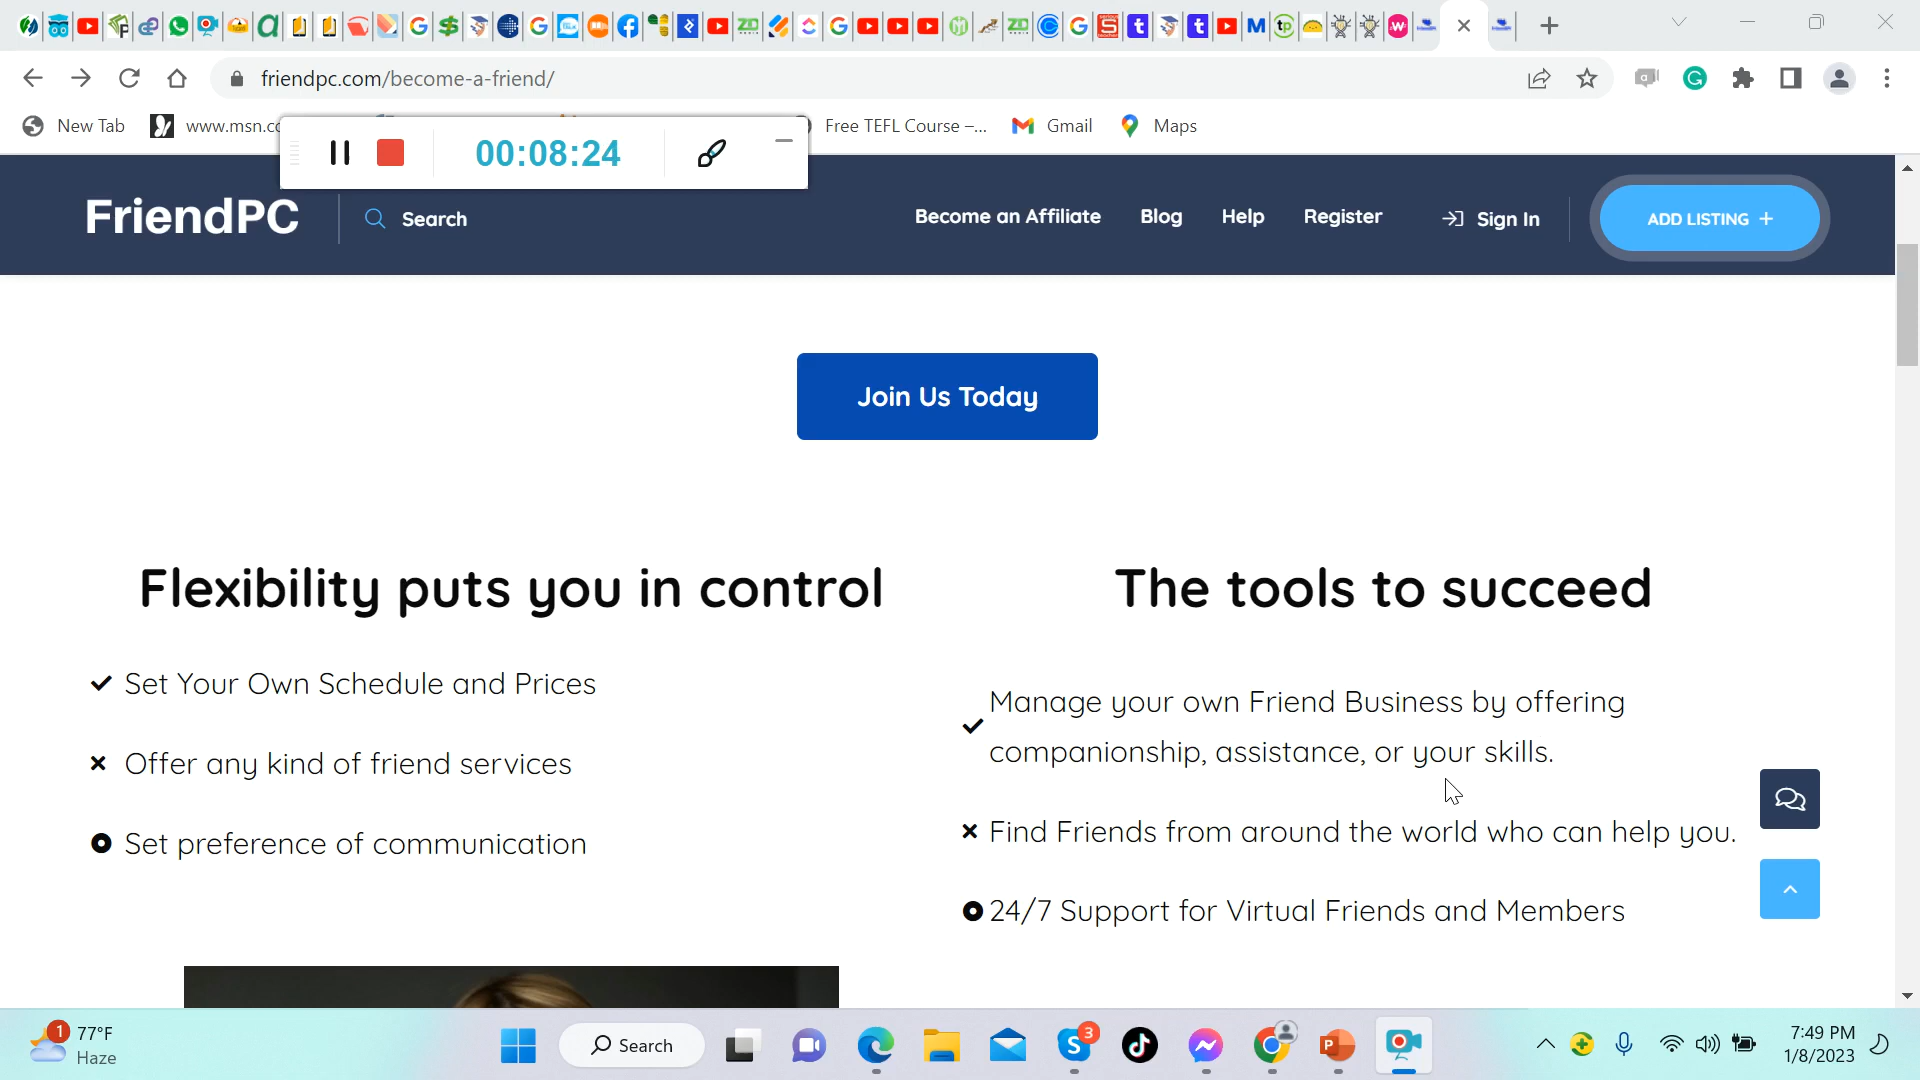 friendpc.com/become-a-friend/
New Tab
www.msn.co
Free TEFL Course –...
Gmail
Maps
00:08:24
FriendPC
Search
Become an Affiliate
Blog
Help
Register
Sign In
ADD LISTING +
Join Us Today
Flexibility puts you in control
Set Your Own Schedule and Prices
Offer any kind of friend services
Set preference of communication
The tools to succeed
Manage your own Friend Business by offering
companionship, assistance, or your skills.
Find Friends from around the world who can help you.
24/7 Support for Virtual Friends and Members
1
77°F
Haze
Search
3
7:49 PM
1/8/2023